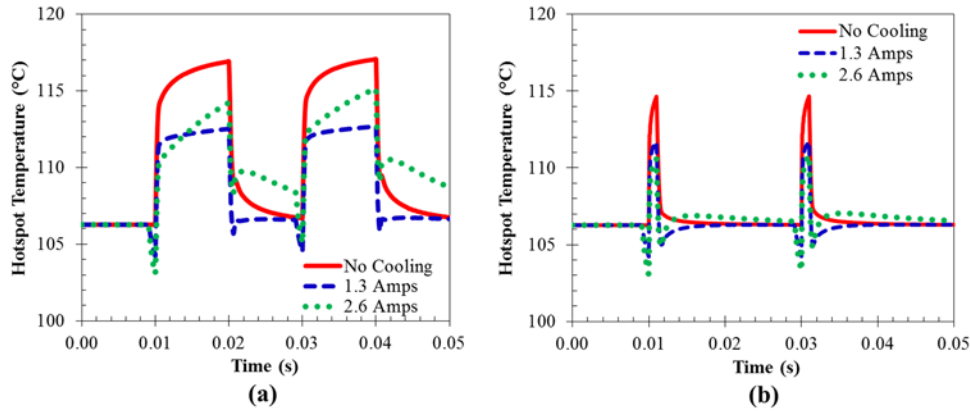 Hotspot Temperature (°C)
120
115
110
105
100
No Cooling
1.3 Amps
2.6 Amps
0.00 0.01 0.02 0.03 0.04 0.05
Time (s)
(a)
Hotspot Temperature (°C)
120
115
110
105
100
No Cooling
1.3 Amps
2.6 Amps
0.00 0.01 0.02 0.03 0.04 0.05
Time (s)
(b)